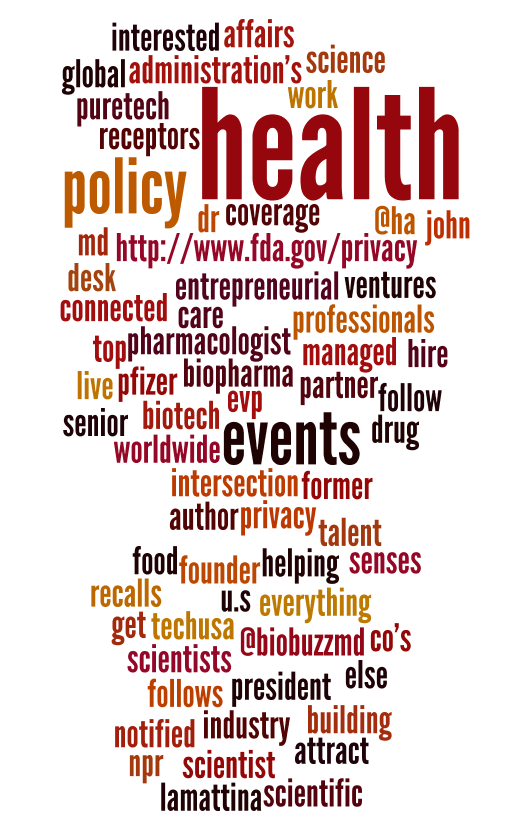 interested affairs
global administration's science
puretech work
receptors health
policy dr coverage @ha john
md http://www.fda.gov/privacy
desk entrepreneurial ventures
connected care professionals
top pharmacologist managed hire
live pfizer biopharma partner follow
senior biotech evp events drug
worldwide
intersection former
author privacy talent
food founder helping senses
recalls u.s everything
get techusa @biobuzzmd co's
scientists else
follows president
notified industry building
npr scientist attract
lamattina scientific